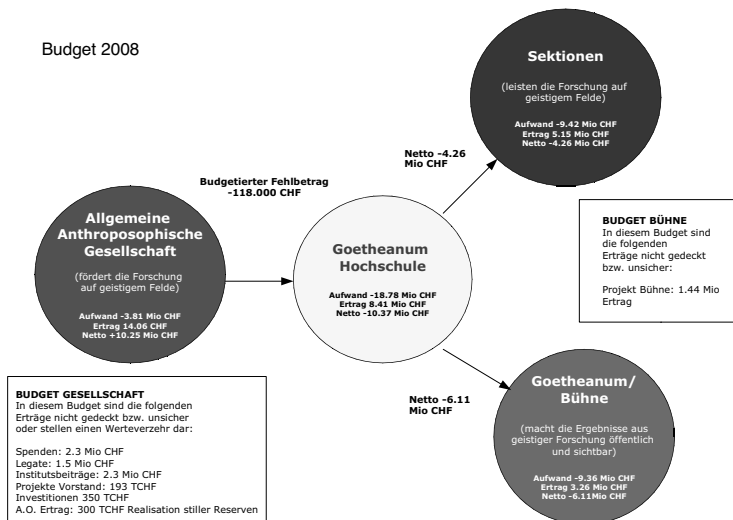 Budget 2008
Sektionen
(leisten die Forschung auf
geistigem Felde)
Aufwand -9.42 Mio CHF
Ertrag 5.15 Mio CHF
Netto -4.26 Mio CHF
Netto -4.26
Mio CHF
Budgetierter Fehlbetrag
-118.000 CHF
Allgemeine
Anthroposophische
Gesellschaft
(fördert die Forschung
auf geistigem Felde)
Aufwand -3.81 Mio CHF
Ertrag 14.06 CHF
Netto +10.25 Mio CHF
Goetheanum
Hochschule
Aufwand -18.78 Mio CHF
Ertrag 8.41 Mio CHF
Netto -10.37 Mio CHF
BUDGET BÜHNE
In diesem Budget sind
die folgenden
Erträge nicht gedeckt
bzw. unsicher:
Projekt Bühne: 1.44 Mio
Ertrag
Netto -6.11
Mio CHF
Goetheanum/
Bühne
(macht die Ergebnisse aus
geistiger Forschung öffentlich
und sichtbar)
Aufwand -9.36 Mio CHF
Ertrag 3.26 Mio CHF
Netto -6.11Mio CHF
BUDGET GESELLSCHAFT
In diesem Budget sind die folgenden
Erträge nicht gedeckt bzw. unsicher
oder stellen einen Werteverzehr dar:
Spenden: 2.3 Mio CHF
Legate: 1.5 Mio CHF
Institutsbeiträge: 2.3 Mio CHF
Projekte Vorstand: 193 TCHF
Investitionen 350 TCHF
A.O. Ertrag: 300 TCHF Realisation stiller Reserven